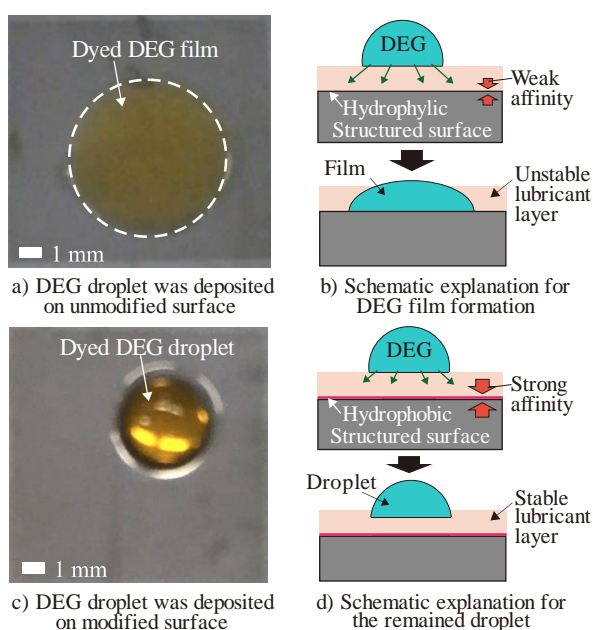 Dyed DEG film
1 mm
a) DEG droplet was deposited
on unmodified surface
DEG
Weak
affinity
Hydrophylic
Structured surface
Film
Unstable
lubricant
layer
b) Schematic explanation for
DEG film formation
Dyed DEG droplet
1 mm
c) DEG droplet was deposited
on modified surface
DEG
Strong
affinity
Hydrophobic
Structured surface
Droplet
Stable
lubricant
layer
d) Schematic explanation for
the remained droplet